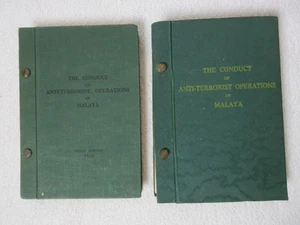 THE CONDUCT
OF
ANTI-TERRORIST OPERATIONS
IN
MALAYA
THE CONDUCT
OF
ANTI-TERRORIST OPERATIONS
IN
MALAYA